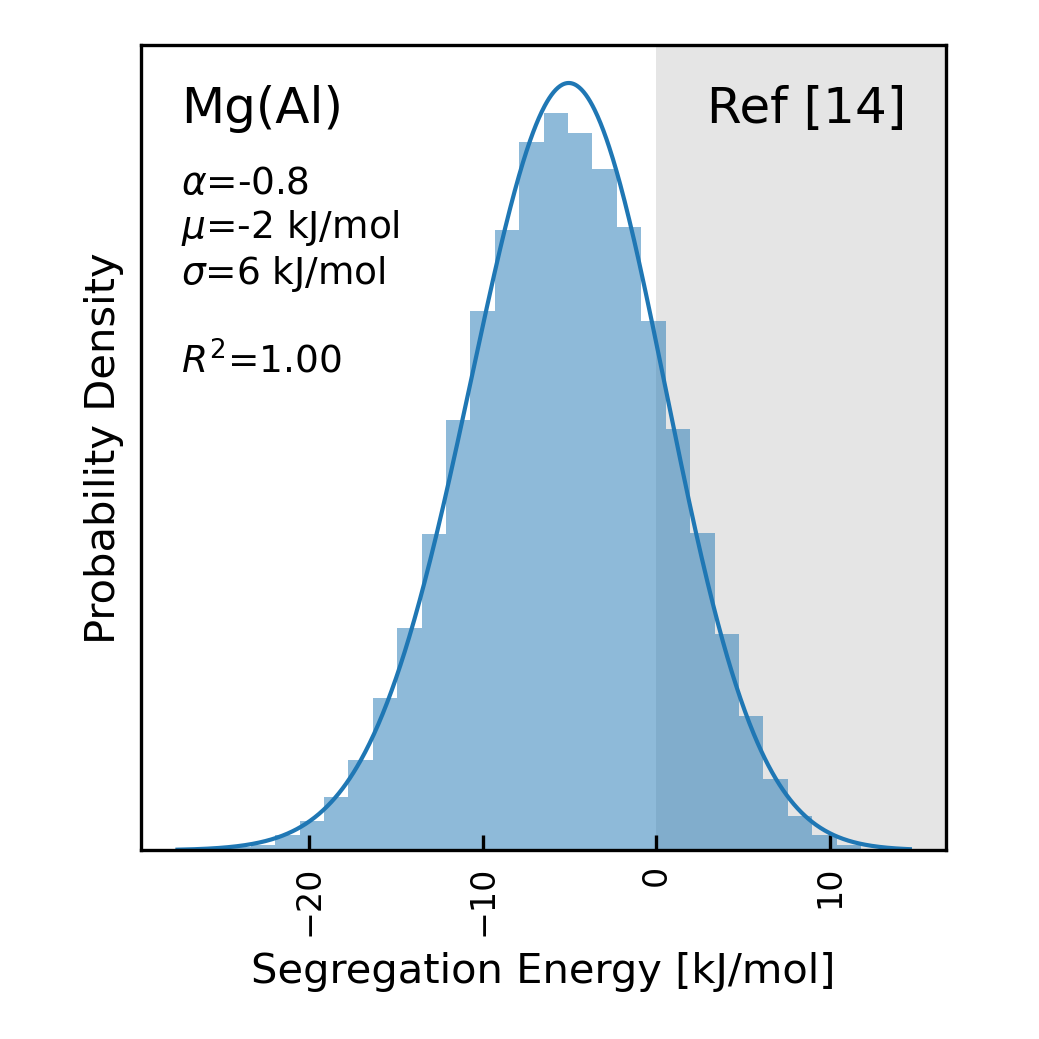 Mg(Al)
Ref [14]
α=-0.8
μ=-2 kJ/mol
σ=6 kJ/mol
R²=1.00
Probability Density
−20
−10
0
10
Segregation Energy [kJ/mol]